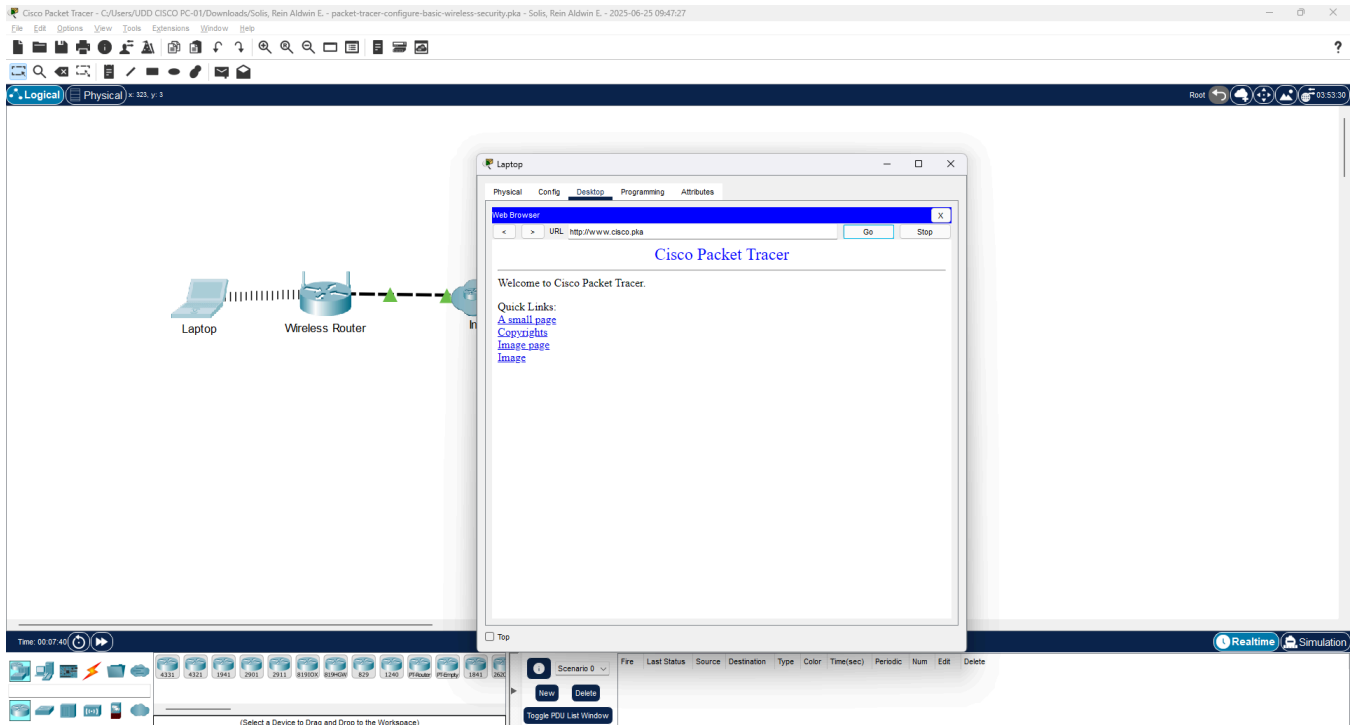 Cisco Packet Tracer - C:/Users/UDD CISCO PC-01/Downloads/Solis, Rein Aldwin E. - packet-tracer-configure-basic-wireless-security.pka - Solis, Rein Aldwin E. - 2025-06-25 09:47:27
File Edit Options View Tools Extensions Window Help
?
Logical Physical x: 323, y: 3 Root 03:53:30
Laptop
Physical Config Desktop Programming Attributes
Web Browser X
< > URL http://www.cisco.pka Go Stop
Cisco Packet Tracer
Welcome to Cisco Packet Tracer.
Quick Links:
A small page
Copyrights
Image page
Image
Laptop Wireless Router In
Top
Time: 00:07:40 Realtime Simulation
4331 4321 1941 2901 2911 819IOX 819HGW 829 1240 PT-Router PT-Empty 1841 262
Scenario 0
Fire Last Status Source Destination Type Color Time(sec) Periodic Num Edit Delete
New Delete
Toggle PDU List Window
(Select a Device to Drag and Drop to the Workspace)